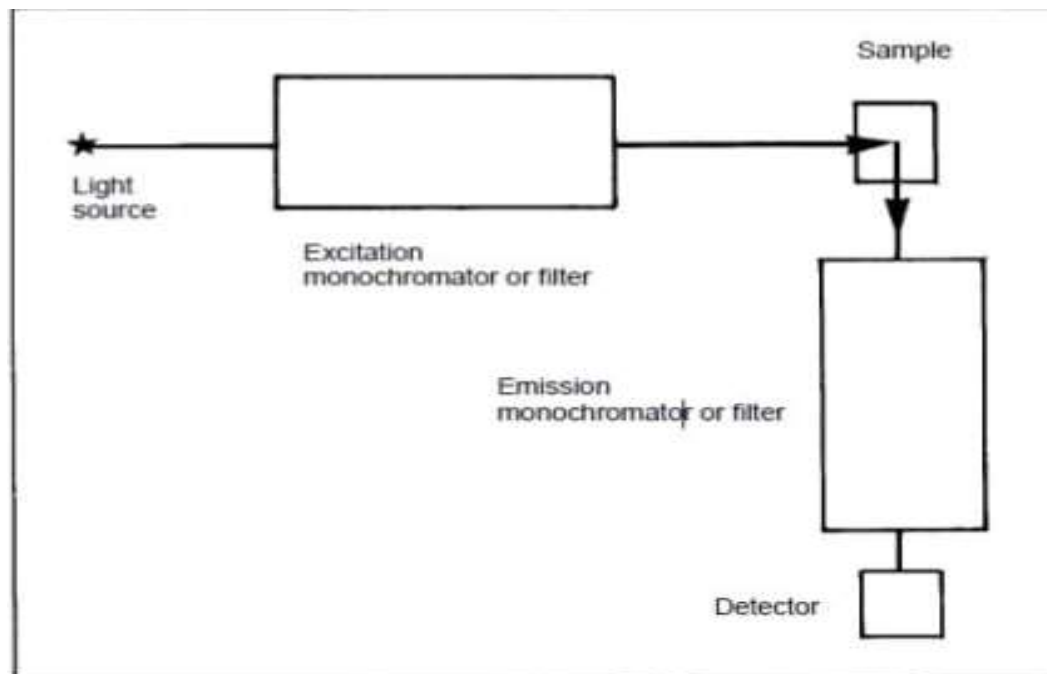 Sample
Light
source
Excitation
monochromator or filter
Emission
monochromator or filter
Detector